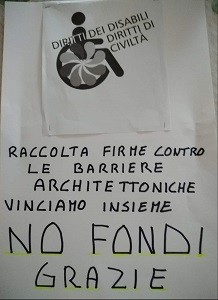 DIRITTI DEI DISABILI
DIRITTI DI
CIVILTÀ
RACCOLTA FIRME CONTRO
LE BARRIERE
ARCHITETTONICHE
VINCIAMO INSIEME
NO FONDI
GRAZIE